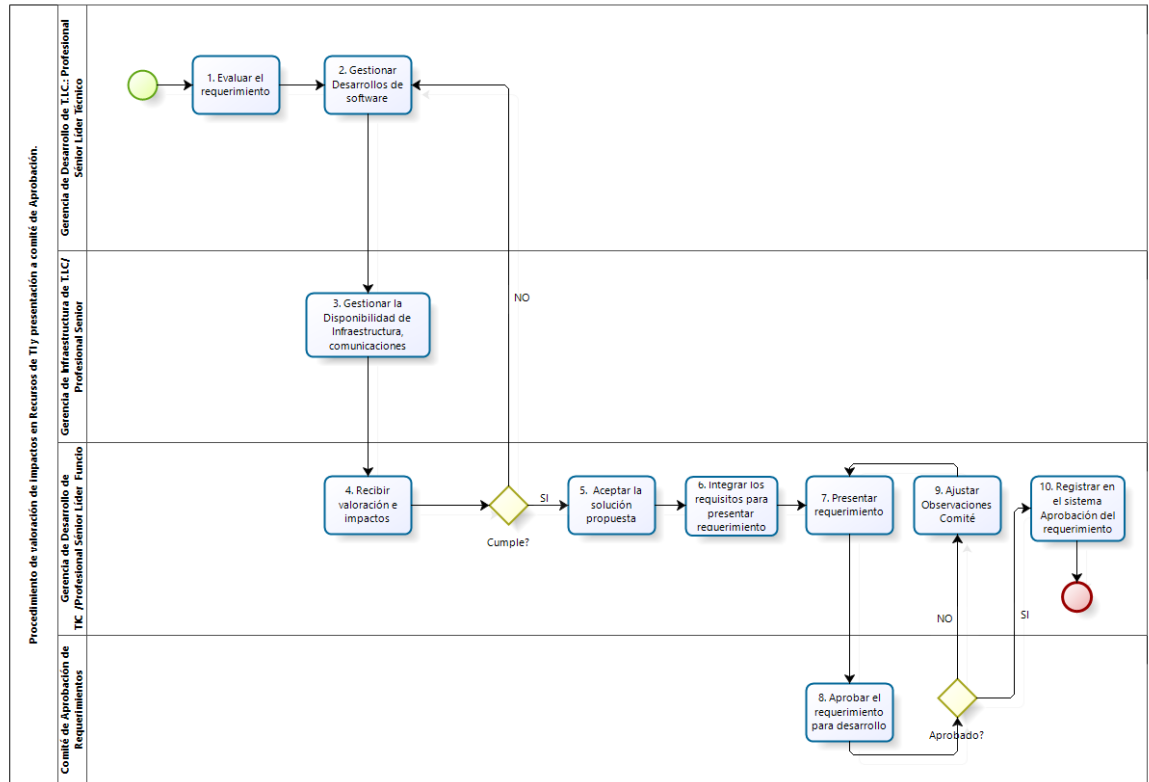 Procedimiento de valoración de impactos en Recursos de TI y presentación a comité de Aprobación.
Gerencia de Desarrollo de T.I.C.: Profesional
Sénior Líder Técnico
1. Evaluar el
requerimiento
2. Gestionar
Desarrollos de
software
Gerencia de Infraestructura de T.I.C/
Profesional Senior
3. Gestionar la
Disponibilidad de
Infraestructura,
comunicaciones
NO
Gerencia de Desarrollo de
TIC /Profesional Sénior Líder Funcio
4. Recibir
valoración e
impactos
Cumple?
SI
5. Aceptar la
solución
propuesta
6. Integrar los
requisitos para
presentar
requerimiento
7. Presentar
requerimiento
9. Ajustar
Observaciones
Comité
10. Registrar en
el sistema
Aprobación del
requerimiento
NO
SI
Comité de Aprobación de
Requerimientos
8. Aprobar el
requerimiento
para desarrollo
Aprobado?